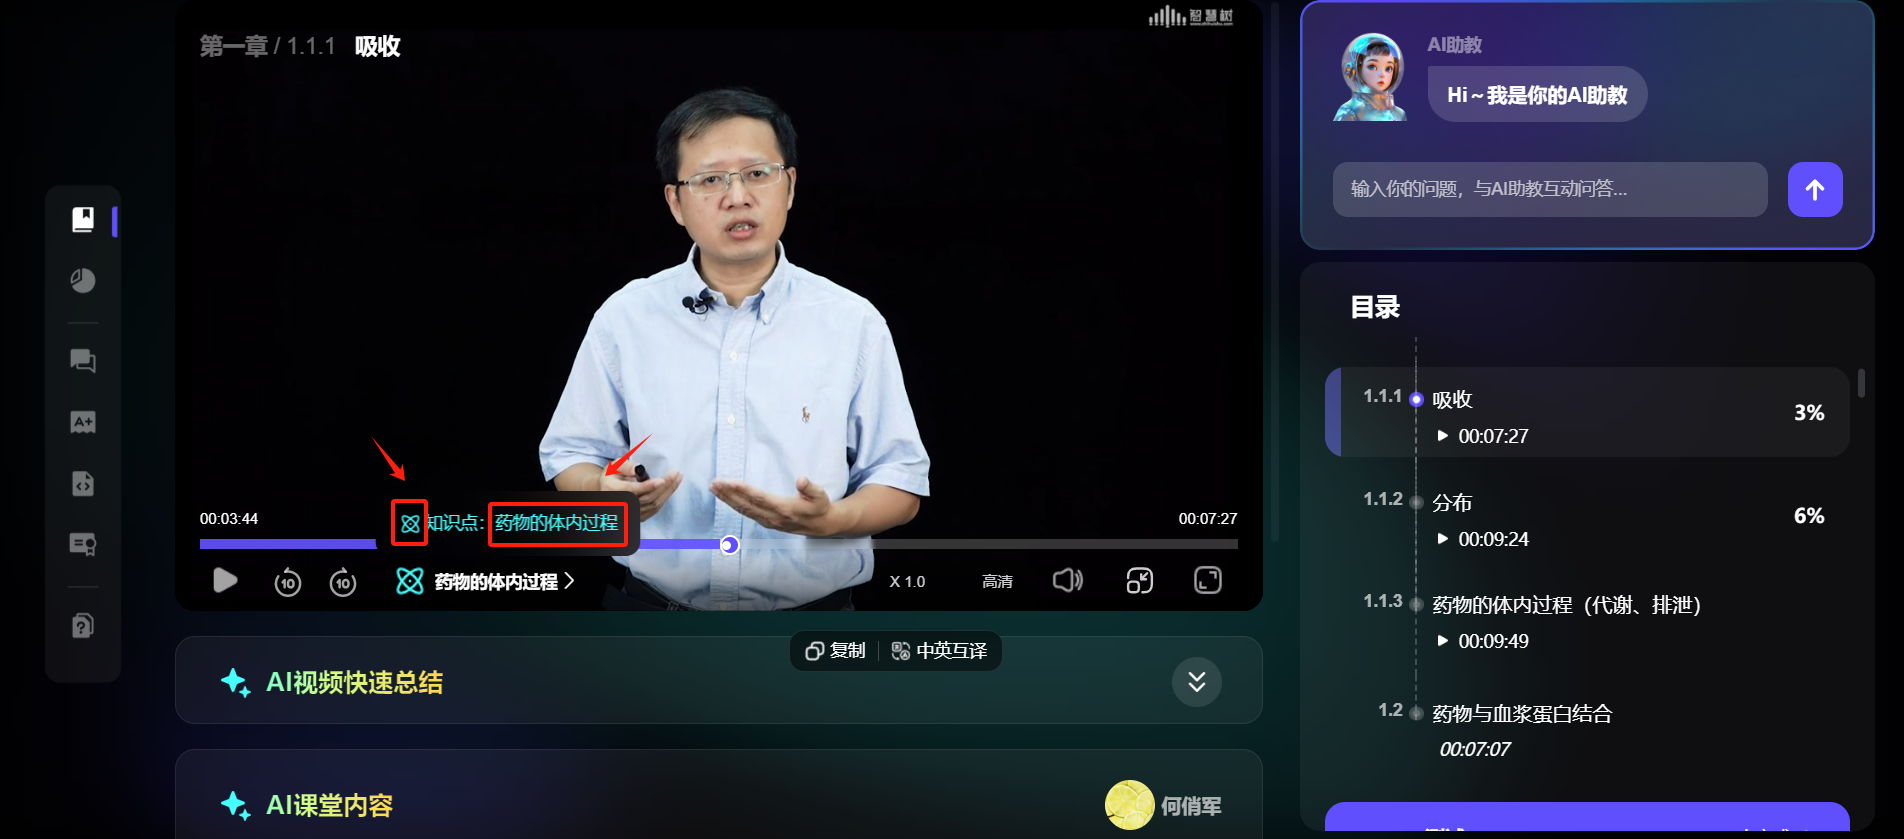 智慧树
第一章 / 1.1.1 吸收
00:03:44
知识点：药物的体内过程
00:07:27
10
10
药物的体内过程
X 1.0
高清
复制
中英互译
AI视频快速总结
AI课堂内容
何俏军
AI助教
Hi～我是你的AI助教
输入你的问题，与AI助教互动问答...
目录
1.1.1 吸收
00:07:27
3%
1.1.2 分布
00:09:24
6%
1.1.3 药物的体内过程（代谢、排泄）
00:09:49
1.2 药物与血浆蛋白结合
00:07:07